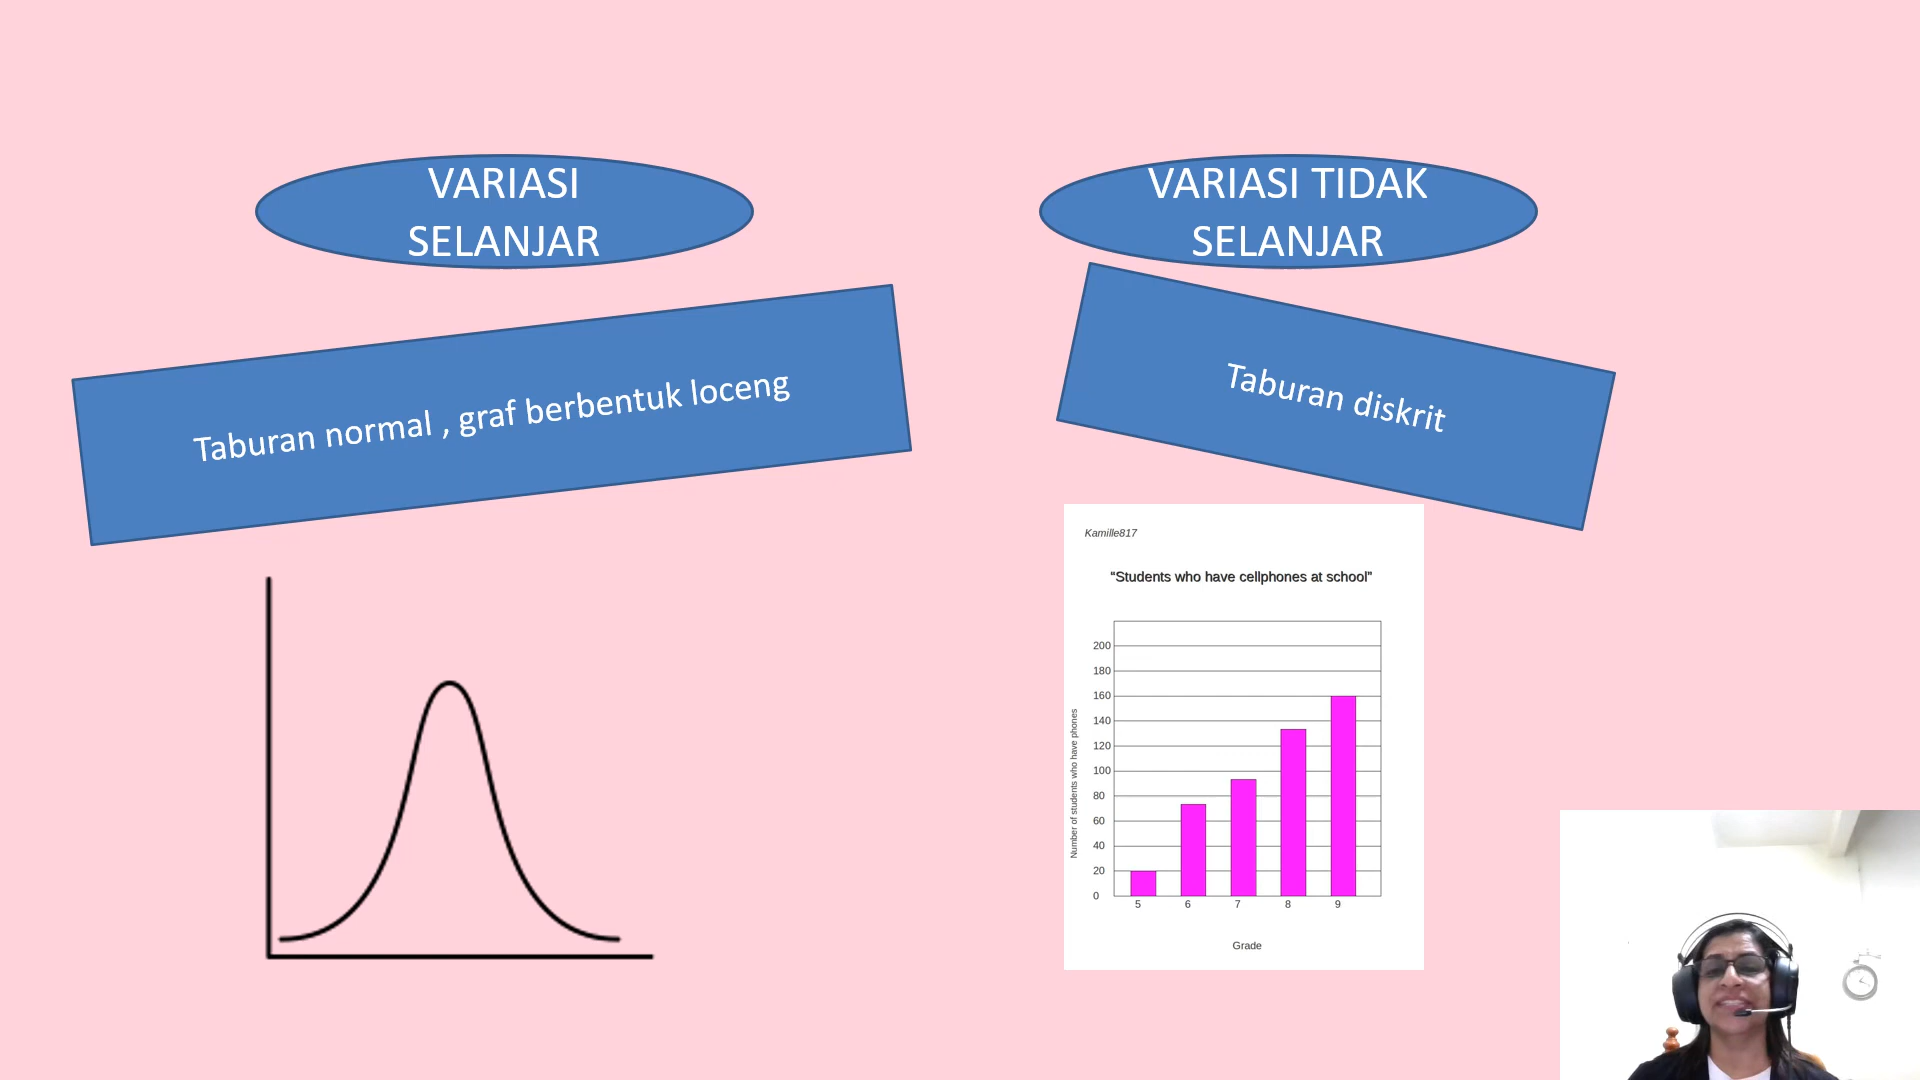 VARIASI
SELANJAR
VARIASI TIDAK
SELANJAR
Taburan normal , graf berbentuk loceng
Taburan diskrit
Kamille817
“Students who have cellphones at school”
Number of students who have phones
200
180
160
140
120
100
80
60
40
20
0
5 6 7 8 9
Grade